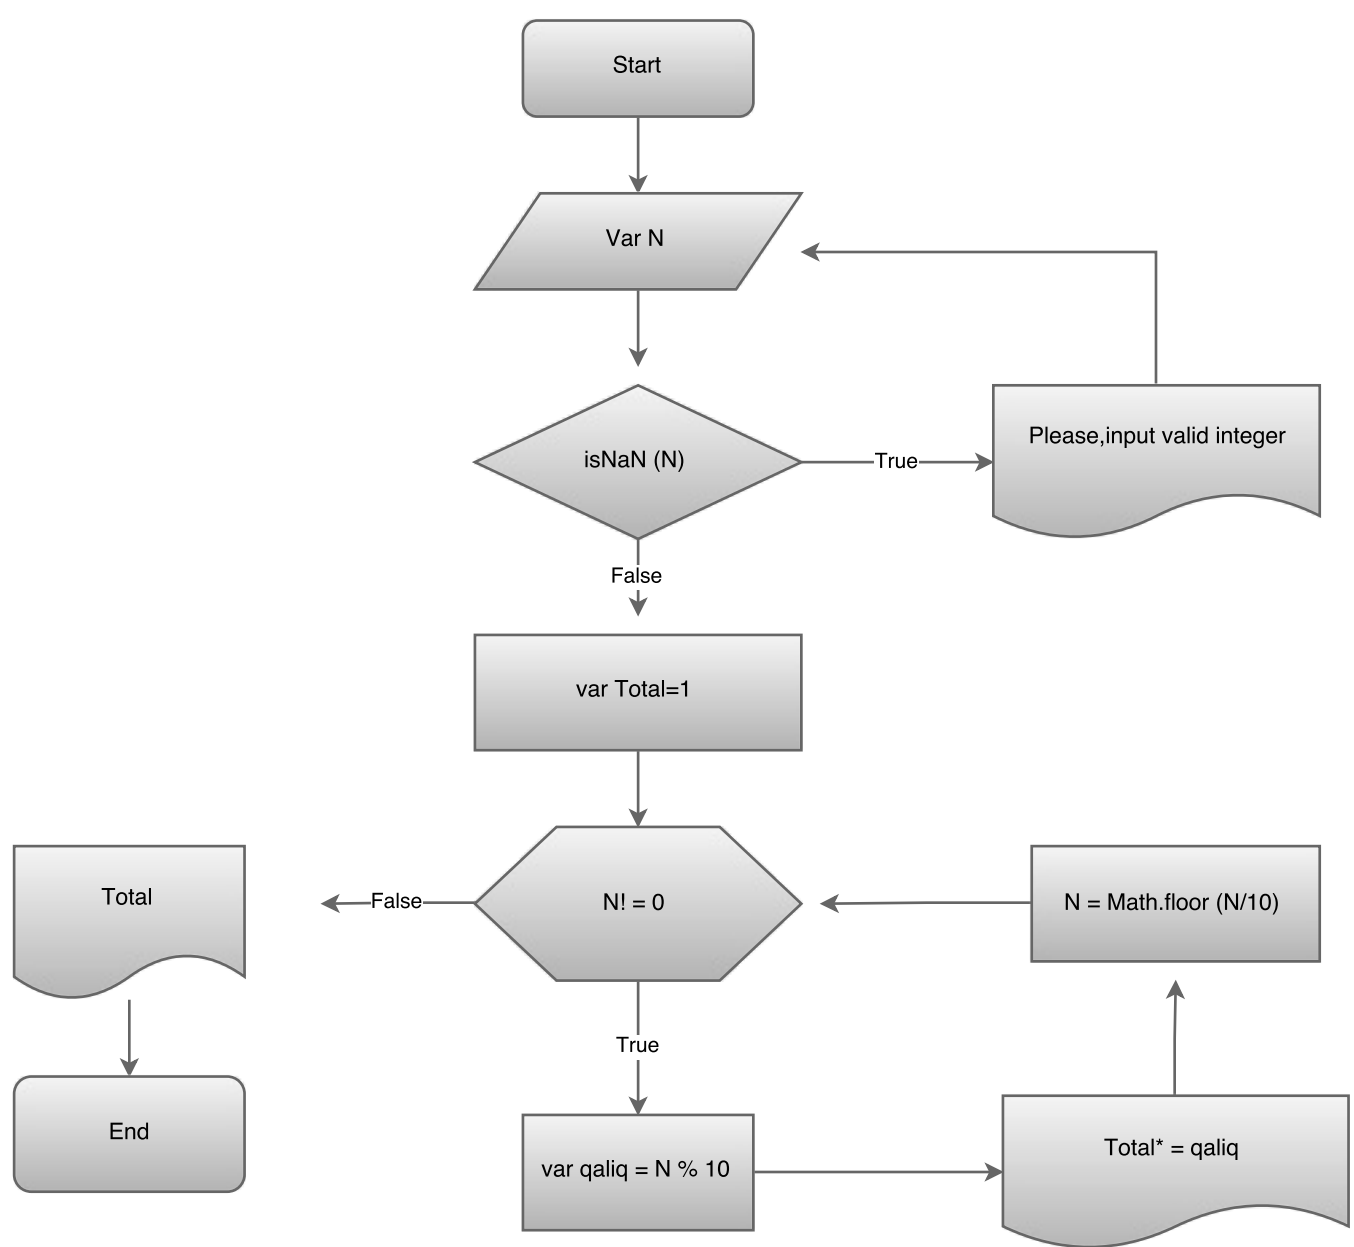 Start
Var N
isNaN (N)
True
Please,input valid integer
False
var Total=1
N! = 0
False
Total
End
True
var qaliq = N % 10
Total* = qaliq
N = Math.floor (N/10)